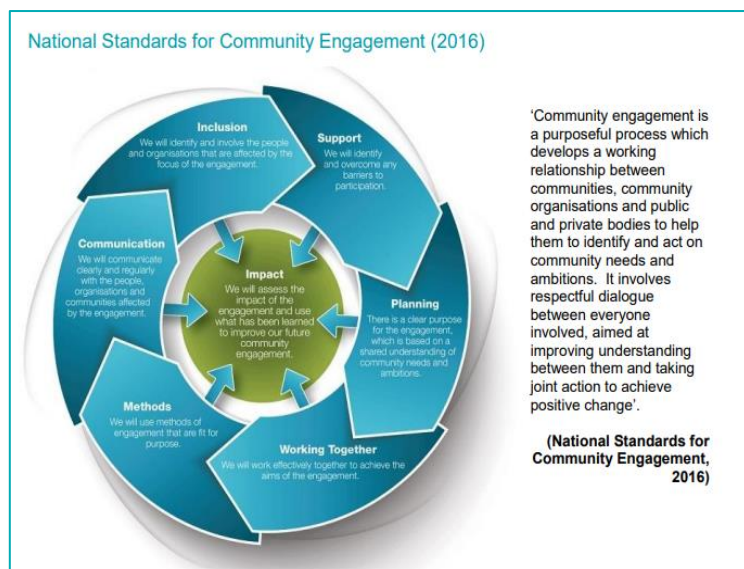 National Standards for Community Engagement (2016)
Inclusion
We will identify and involve the people
and organisations that are affected by the
focus of the engagement.
Support
We will identify
and overcome any
barriers to
participation.
Planning
There is a clear purpose
for the engagement,
which is based on a
shared understanding of
community needs and
ambitions.
Working Together
We will work effectively together to achieve the
aims of the engagement.
Methods
We will use methods of
engagement that are fit for
purpose.
Communication
We will communicate
clearly and regularly
with the people,
organisations and
communities affected
by the engagement.
Impact
We will assess the
impact of the
engagement and use
what has been learned
to improve our future
community
engagement.
‘Community engagement is
a purposeful process which
develops a working
relationship between
communities, community
organisations and public
and private bodies to help
them to identify and act on
community needs and
ambitions.  It involves
respectful dialogue
between everyone
involved, aimed at
improving understanding
between them and taking
joint action to achieve
positive change’.
(National Standards for
Community Engagement,
2016)